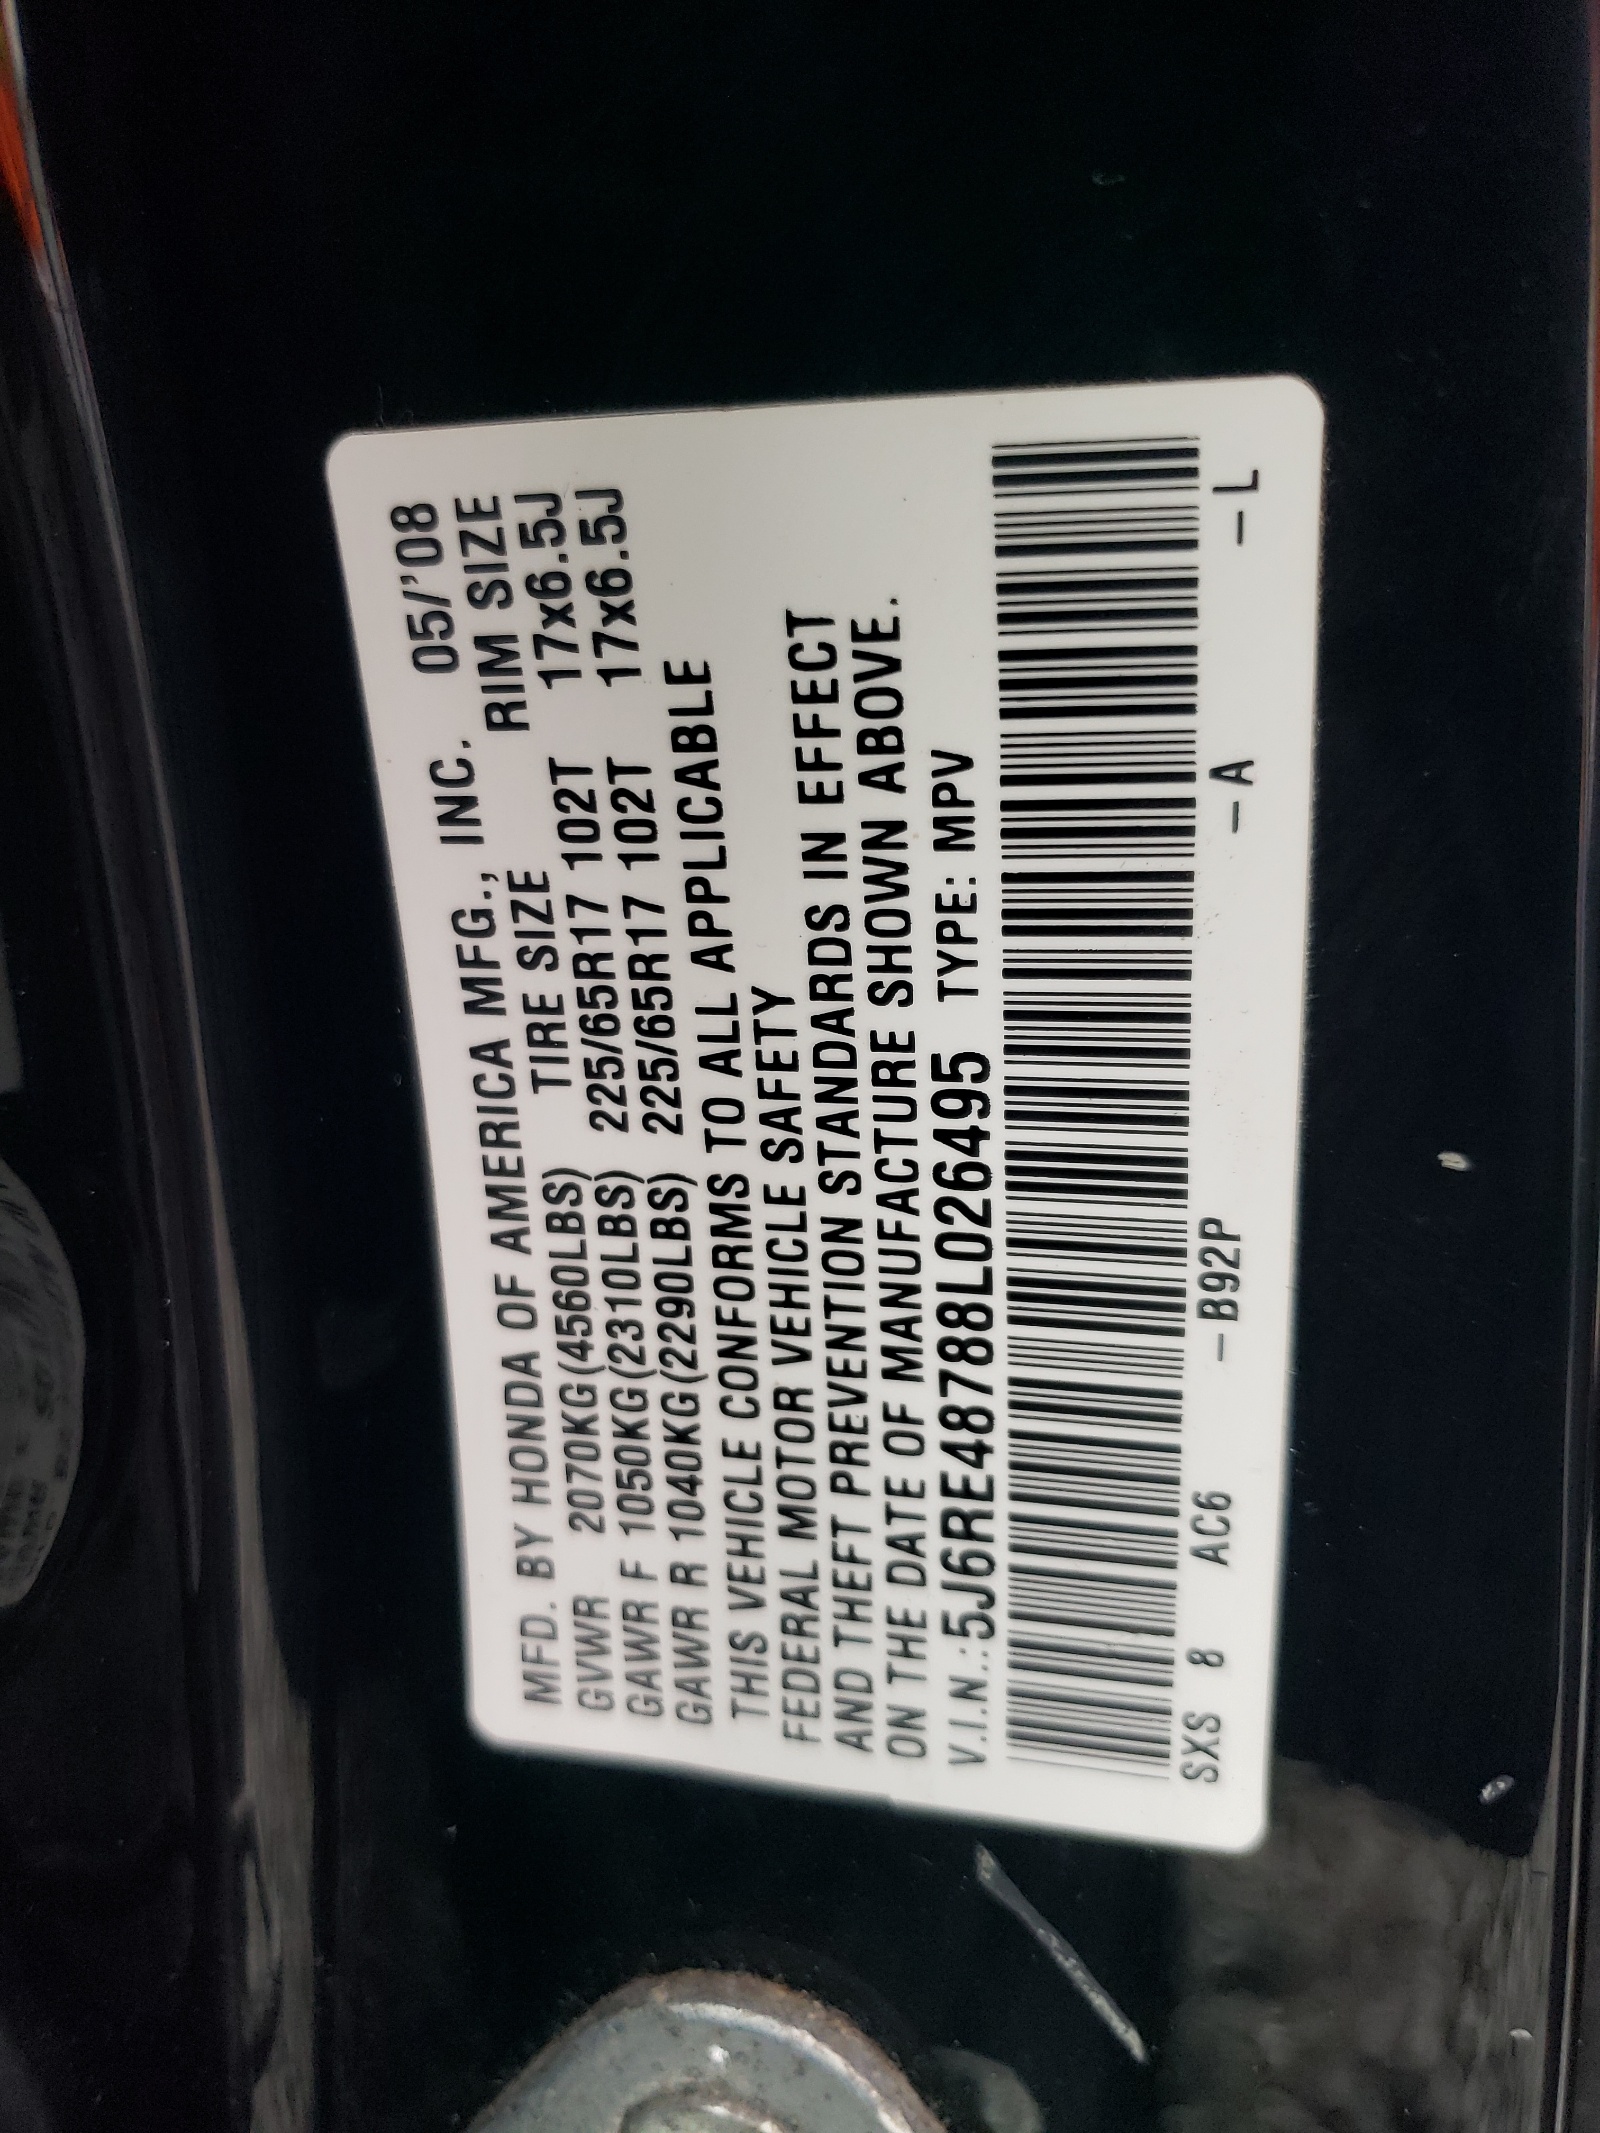 MFD. BY HONDA OF AMERICA MFG., INC. 05/'08
GVWR 2070KG(4560LBS) TIRE SIZE RIM SIZE
GAWR F 1050KG(2310LBS) 225/65R17 102T 17x6.5J
GAWR R 1040KG(2290LBS) 225/65R17 102T 17x6.5J
THIS VEHICLE CONFORMS TO ALL APPLICABLE
FEDERAL MOTOR VEHICLE SAFETY
AND THEFT PREVENTION STANDARDS IN EFFECT
ON THE DATE OF MANUFACTURE SHOWN ABOVE.
V.I.N.:5J6RE48788L026495 TYPE: MPV
SXS 8 AC6 –B92P –A –L